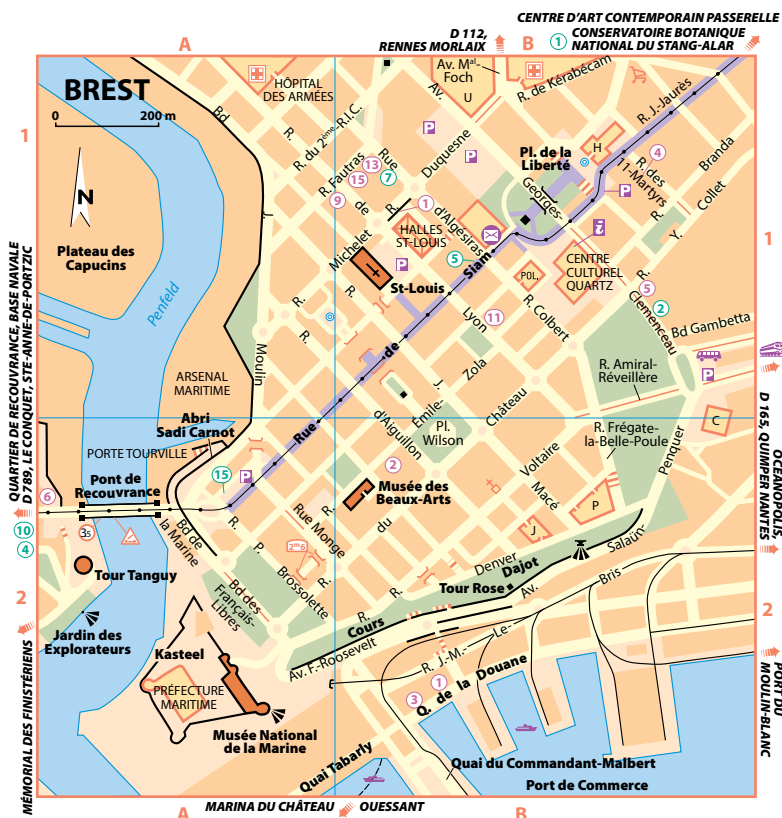 CENTRE D'ART CONTEMPORAIN PASSERELLE
D 112,
RENNES MORLAIX
1 CONSERVATOIRE BOTANIQUE
NATIONAL DU STANG-ALAR
A
B
BREST
0 200 m
N
HÔPITAL
DES ARMÉES
Av. Mal-
Foch
U
R. de Kérabécam
R. J.-Jaurès
Bd
R. du 2ème-R.I.C.
Av.
P
Duquesne
P
Pl. de la
Liberté
H
4
R. des
11-Martyrs
Branda
1
R. Fautras
13
15
Rue
7
9
de
R.
1
d'Algésiras
Georges-
P
R.
Collet
Y.
1
Plateau des
Capucins
Penfeld
Michelet
HALLES
ST-LOUIS
P
St-Louis
5
Siam
i
POL.
CENTRE
CULTUREL
QUARTZ
R.
5
2
Clemenceau
Bd Gambetta
R.
R.
R.
Lyon
11
R. Colbert
de
Moulin
Zola
J.
Émile-
Château
R. Amiral-
Réveillère
P
ARSENAL
MARITIME
Abri
Sadi Carnot
PORTE TOURVILLE
Rue
d'Aiguillon
Pl.
Wilson
R. Frégate-
la-Belle-Poule
C
Voltaire
Penquer
15
P
2
Musée des
Beaux-Arts
Macé
P
J
6
Pont de
Recouvrance
10
4
3s
Bd de
la Marine
R.
P.
Rue Monge
R.
du
2m6
Brossolette
R.
Denver
Dajot
Salaün
Tour Tanguy
Bd des
Français-
Libres
R.
R.
Tour Rose
Av.
Bris
2
2
Jardin des
Explorateurs
Cours
Av. F.-Roosevelt
Le-
R. J.-M.-
Kasteel
PRÉFECTURE
MARITIME
1
3
Q. de la Douane
Musée National
de la Marine
Quai Tabarly
Quai du Commandant-Malbert
Port de Commerce
MARINA DU CHÂTEAU OUESSANT
A
B
QUARTIER DE RECOUVRANCE, BASE NAVALE
D 789, LE CONQUET, STE-ANNE-DE-PORTZIC
MÉMORIAL DES FINISTÉRIENS
OCEANOPOLIS,
D 165, QUIMPER NANTES
PORT DU
MOULIN-BLANC